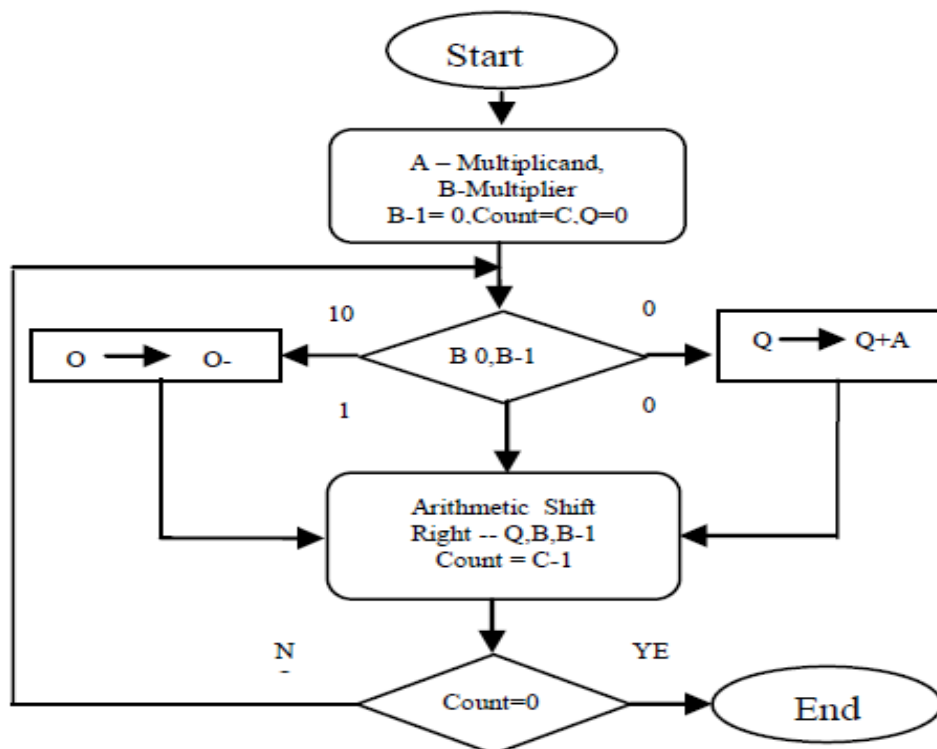 Start
A – Multiplicand,
B-Multiplier
B-1= 0,Count=C,Q=0
10
0
B 0,B-1
O
O-
Q
Q+A
1
0
Arithmetic Shift
Right -- Q,B,B-1
Count = C-1
N
YE
Count=0
End